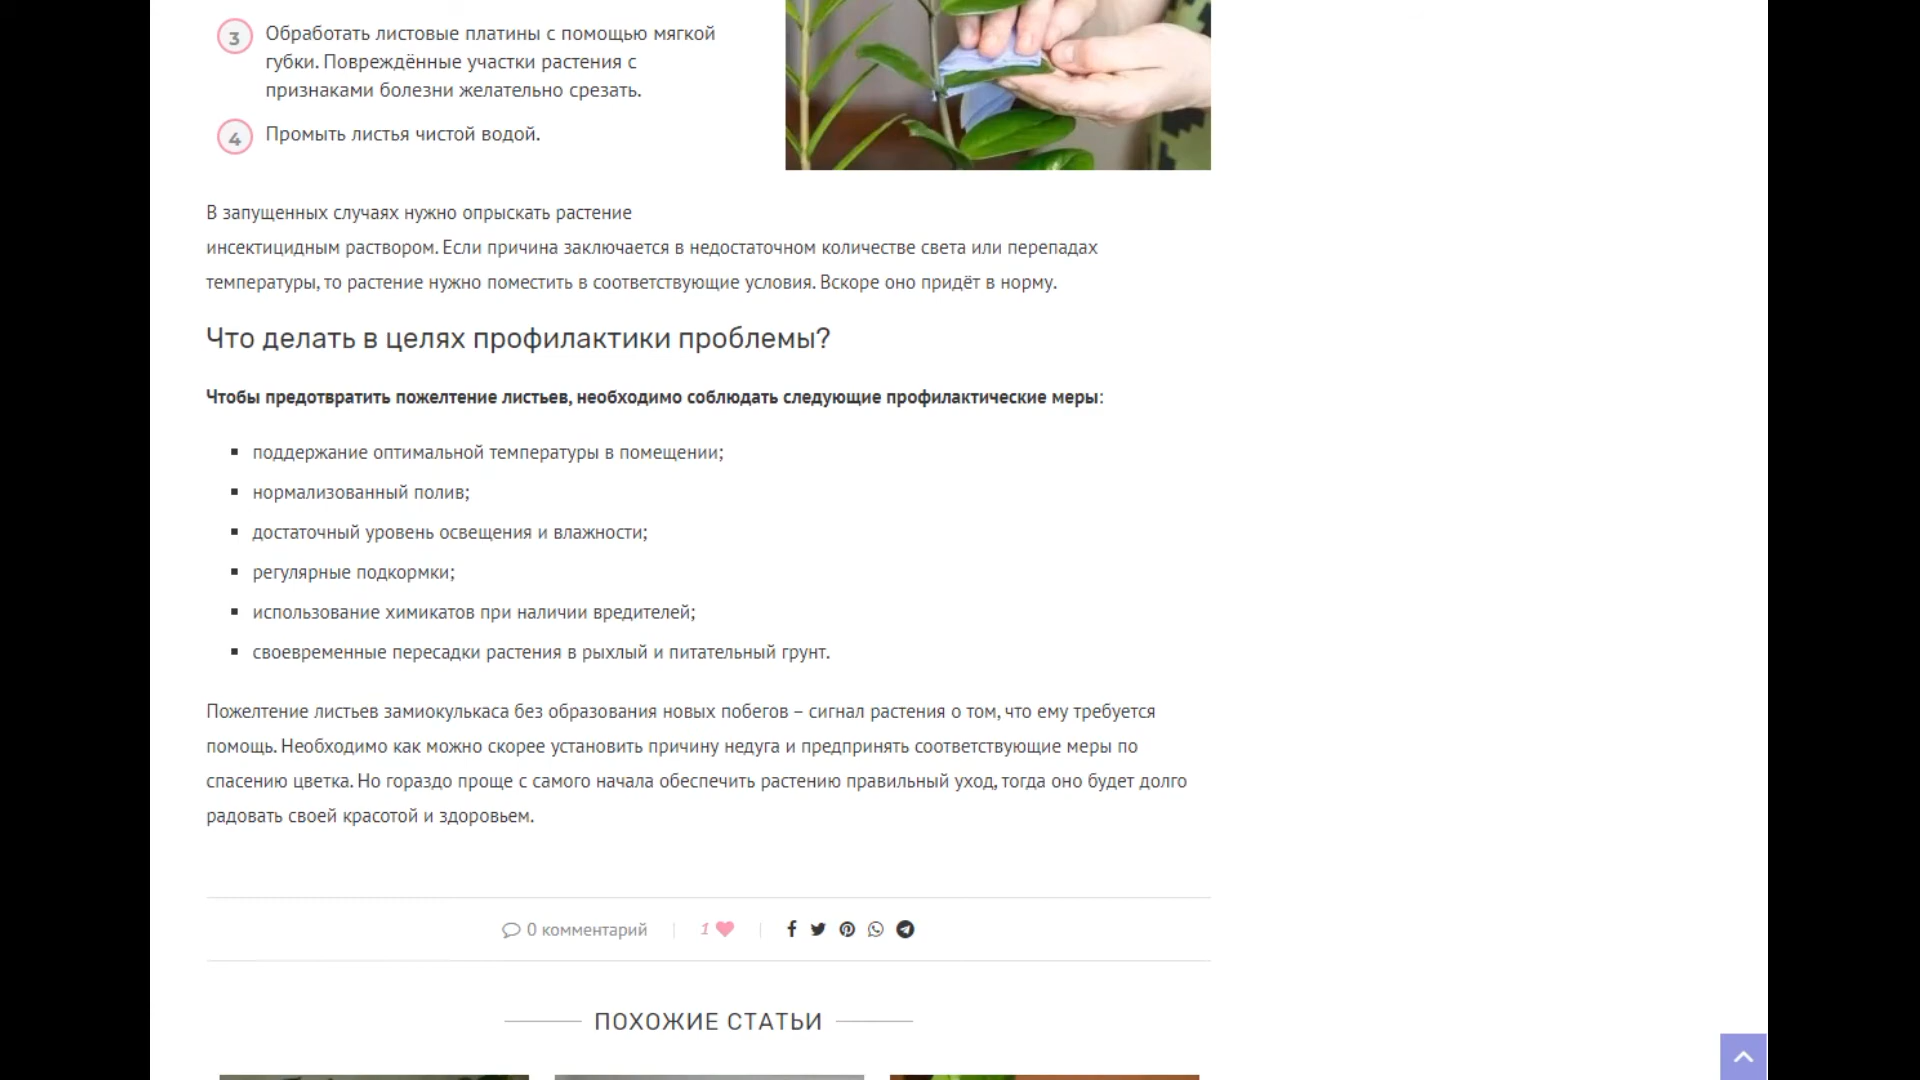 3 Обработать листовые платины с помощью мягкой
губки. Повреждённые участки растения с
признаками болезни желательно срезать.
4 Промыть листья чистой водой.
В запущенных случаях нужно опрыскать растение
инсектицидным раствором. Если причина заключается в недостаточном количестве света или перепадах
температуры, то растение нужно поместить в соответствующие условия. Вскоре оно придёт в норму.
Что делать в целях профилактики проблемы?
Чтобы предотвратить пожелтение листьев, необходимо соблюдать следующие профилактические меры:
поддержание оптимальной температуры в помещении;
нормализованный полив;
достаточный уровень освещения и влажности;
регулярные подкормки;
использование химикатов при наличии вредителей;
своевременные пересадки растения в рыхлый и питательный грунт.
Пожелтение листьев замиокулькаса без образования новых побегов – сигнал растения о том, что ему требуется
помощь. Необходимо как можно скорее установить причину недуга и предпринять соответствующие меры по
спасению цветка. Но гораздо проще с самого начала обеспечить растению правильный уход, тогда оно будет долго
радовать своей красотой и здоровьем.
0 комментарий 1
ПОХОЖИЕ СТАТЬИ